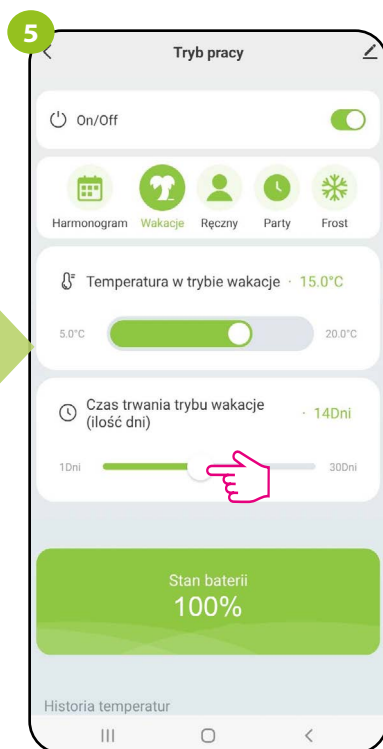 5
Tryb pracy
On/Off
Harmonogram Wakacje Ręczny Party Frost
Temperatura w trybie wakacje · 15.0°C
5.0°C 20.0°C
Czas trwania trybu wakacje
(ilość dni)
· 14Dni
1Dni 30Dni
Stan baterii
100%
Historia temperatur